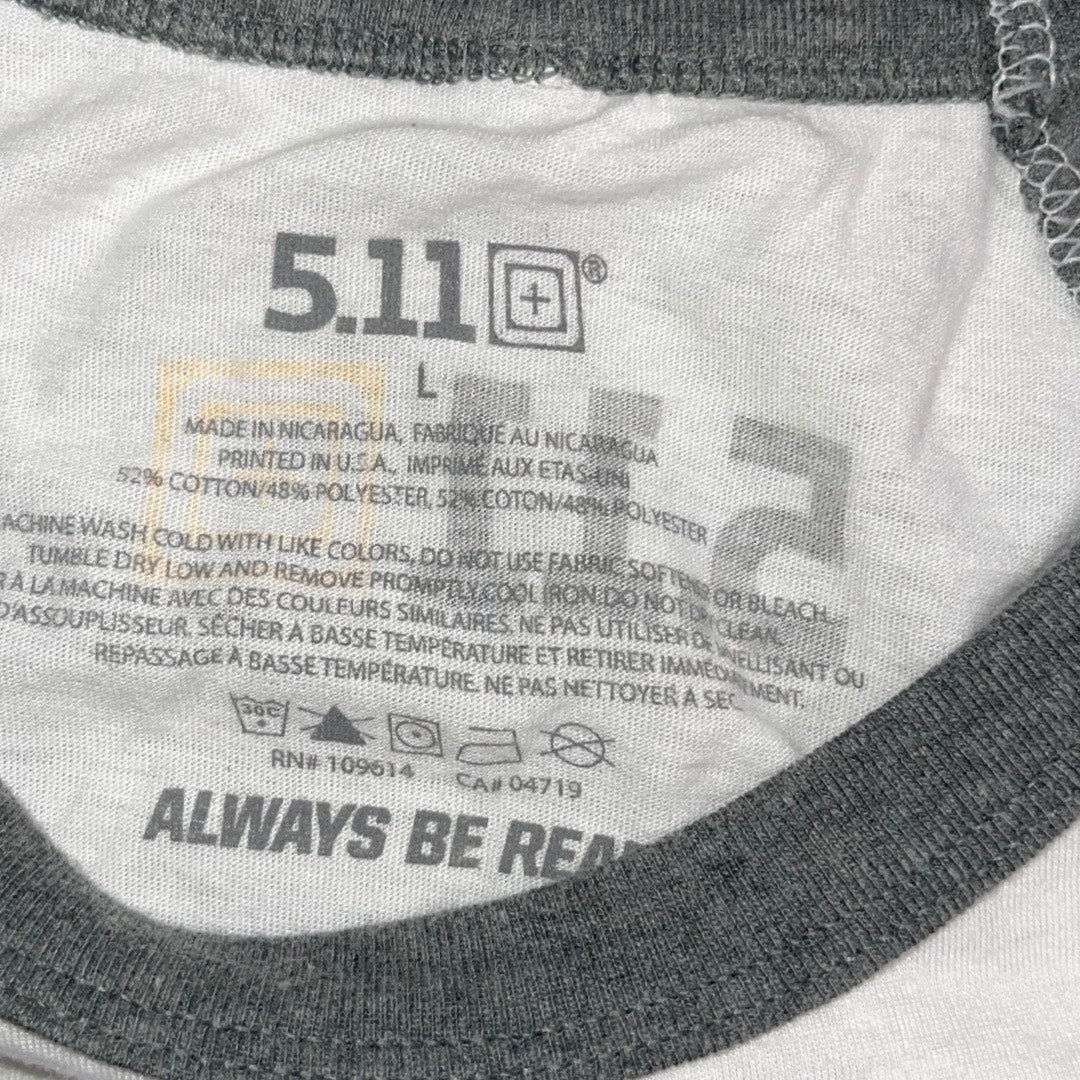 5.11®
L
MADE IN NICARAGUA, FABRIQUE AU NICARAGUA
PRINTED IN U.S.A., IMPRIMÉ AUX ETAS-UNI
52% COTTON/48% POLYESTER, 52% COTON/48% POLYESTER
ACHINE WASH COLD WITH LIKE COLORS, DO NOT USE FABRIC SOFTENER OR BLEACH.
TUMBLE DRY LOW AND REMOVE PROMPTLY. COOL IRON. DO NOT DRY CLEAN.
R À LA MACHINE AVEC DES COULEURS SIMILAIRES. NE PAS UTILISER DE JAVELLISANT OU
D'ASSOUPLISSEUR. SÉCHER À BASSE TEMPÉRATURE ET RETIRER IMMÉDIATEMENT.
REPASSAGE À BASSE TEMPÉRATURE. NE PAS NETTOYER À SEC
30C
RN# 109614 CA# 04719
ALWAYS BE REA